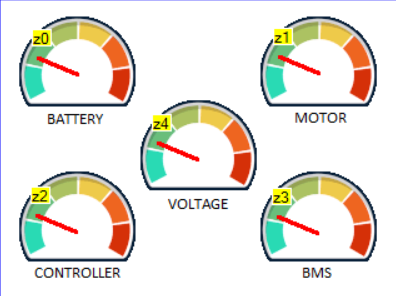 z0
z1
BATTERY
MOTOR
z4
VOLTAGE
z2
z3
CONTROLLER
BMS